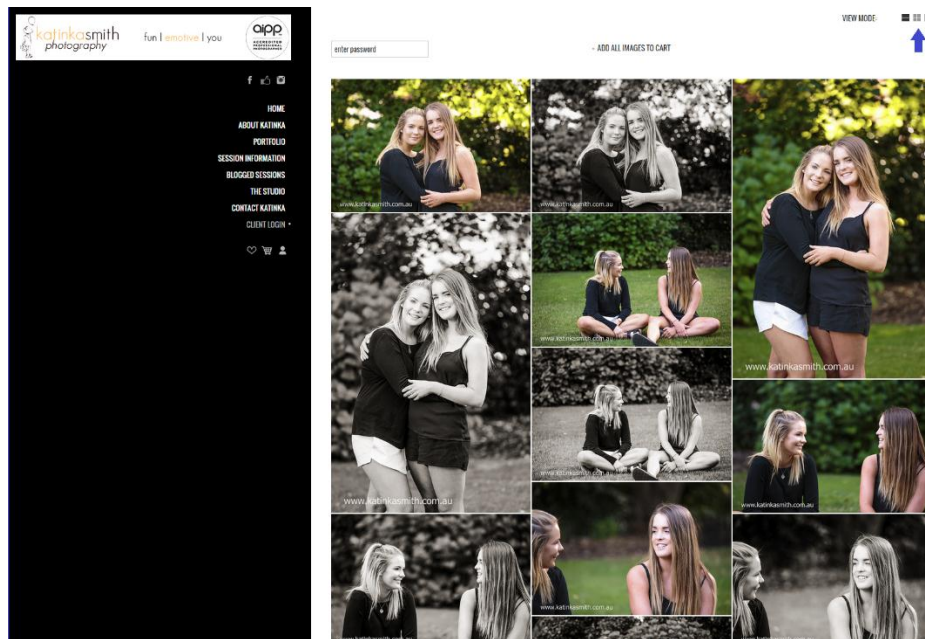 katinkasmith
photography
fun | emotive | you
aipp
ACCREDITED
PROFESSIONAL
HOME
ABOUT KATINKA
PORTFOLIO
SESSION INFORMATION
BLOGGED SESSIONS
THE STUDIO
CONTACT KATINKA
CLIENT LOGIN
VIEW MODE
enter password
- ADD ALL IMAGES TO CART
www.katinkasmith.com.au
www.katinkasmith.com.au
www.katinkasmith.com.au
www.katinkasmith.com.au
www.katinkasmith.com.au
www.katinkasmith.com.au
www.katinkasmith.com.au
www.katinkasmith.com.au